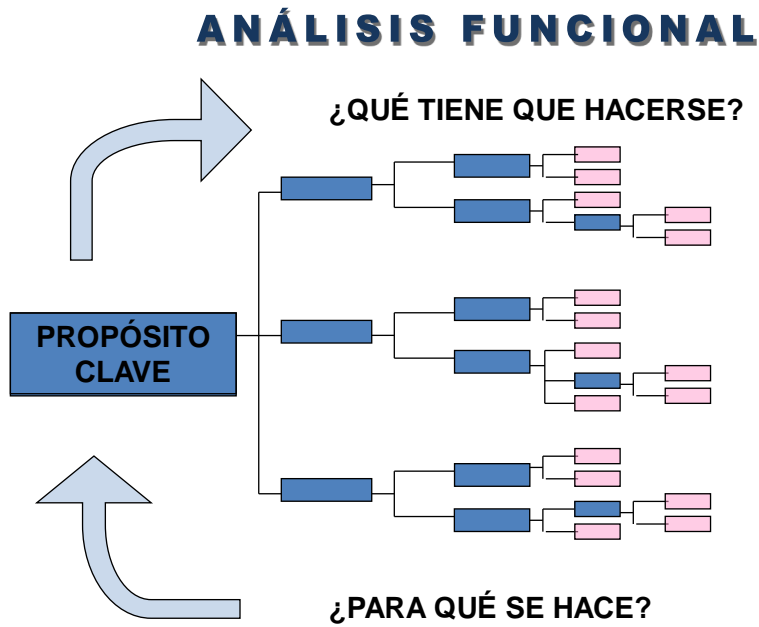 ANÁLISIS FUNCIONAL
¿QUÉ TIENE QUE HACERSE?
PROPÓSITO
CLAVE
¿PARA QUÉ SE HACE?